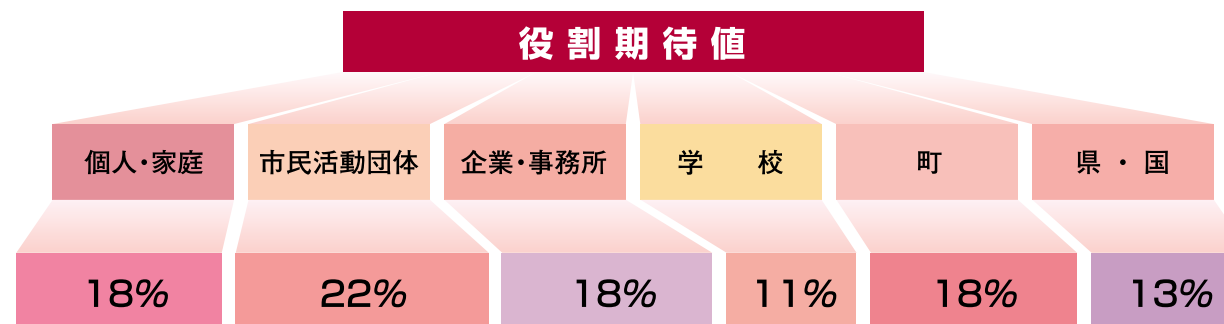 役割期待値
個人・家庭
市民活動団体
企業・事務所
学校
町
県・国
18%
22%
18%
11%
18%
13%